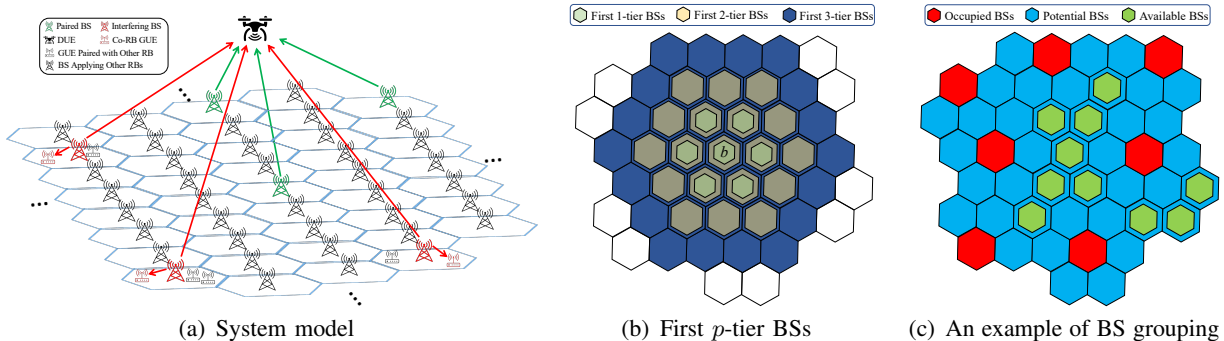 Paired BS Interfering BS
DUE Co-RB GUE
GUE Paired with Other RB
BS Applying Other RBs
First 1-tier BSs First 2-tier BSs First 3-tier BSs
Occupied BSs Potential BSs Available BSs
b
(a) System model
(b) First p-tier BSs
(c) An example of BS grouping